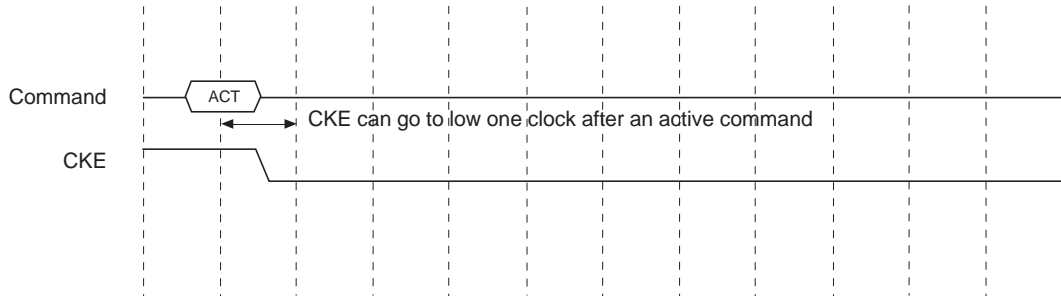 Command
ACT
CKE can go to low one clock after an active command
CKE